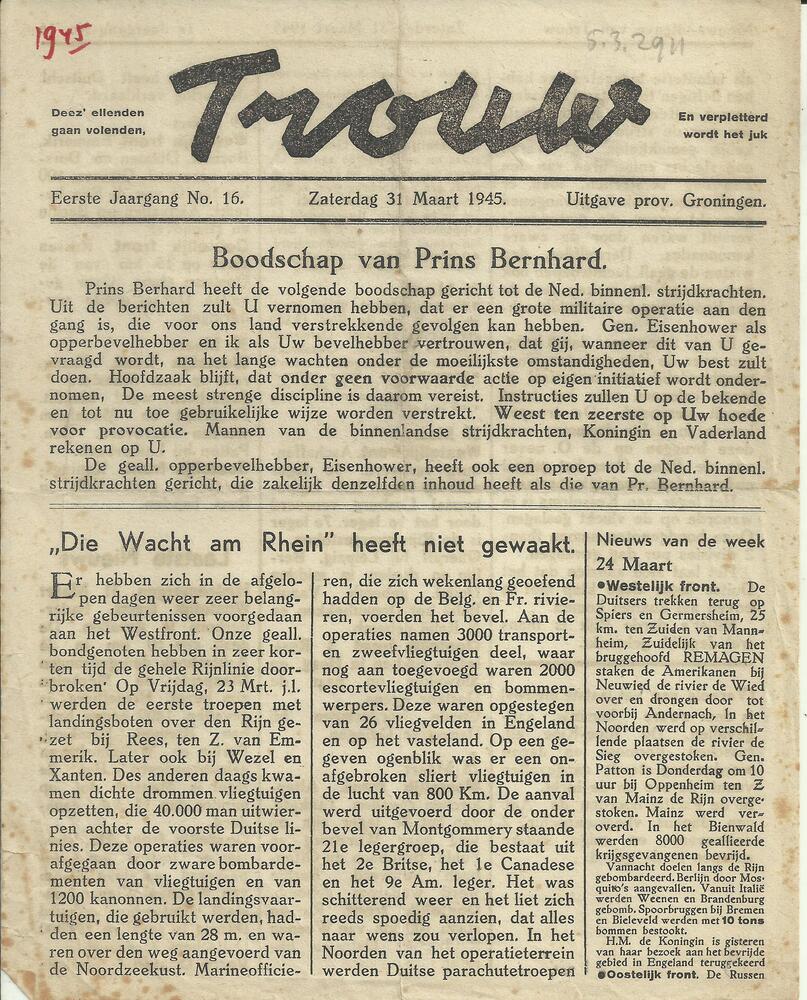 1945
5.3.2911
Deez' ellenden
gaan volenden,
Trouw
En verpletterd
wordt het juk
Eerste Jaargang No. 16. Zaterdag 31 Maart 1945. Uitgave prov. Groningen.
Boodschap van Prins Bernhard.
Prins Berhard heeft de volgende boodschap gericht tot de Ned. binnenl. strijdkrachten.
Uit de berichten zult U vernomen hebben, dat er een grote militaire operatie aan den
gang is, die voor ons land verstrekkende gevolgen kan hebben. Gen. Eisenhower als
opperbevelhebber en ik als Uw bevelhebber vertrouwen, dat gij, wanneer dit van U ge-
vraagd wordt, na het lange wachten onder de moeilijkste omstandigheden, Uw best zult
doen. Hoofdzaak blijft, dat onder geen voorwaarde actie op eigen initiatief wordt onder-
nomen, De meest strenge discipline is daarom vereist. Instructies zullen U op de bekende
en tot nu toe gebruikelijke wijze worden verstrekt. Weest ten zeerste op Uw hoede
voor provocatie. Mannen van de binnenlandse strijdkrachten, Koningin en Vaderland
rekenen op U.
De geall. opperbevelhebber, Eisenhower, heeft ook een oproep tot de Ned. binnenl.
strijdkrachten gericht, die zakelijk denzelfden inhoud heeft als die van Pr. Bernhard.
„Die Wacht am Rhein” heeft niet gewaakt.
Er hebben zich in de afgelo-
pen dagen weer zeer belang-
rijke gebeurtenissen voorgedaan
aan het Westfront. Onze geall.
bondgenoten hebben in zeer kor-
ten tijd de gehele Rijnlinie door-
broken· Op Vrijdag, 23 Mrt. j.l.
werden de eerste troepen met
landingsboten over den Rijn ge-
zet bij Rees, ten Z. van Em-
merik. Later ook bij Wezel en
Xanten. Des anderen daags kwa-
men dichte drommen vliegtuigen
opzetten, die 40.000 man uitwier-
pen achter de voorste Duitse li-
nies. Deze operaties waren voor-
afgegaan door zware bombarde-
menten van vliegtuigen en van
1200 kanonnen. De landingsvaar-
tuigen, die gebruikt werden, had-
den een lengte van 28 m. en wa-
ren over den weg aangevoerd van
de Noordzeekust. Marineofficie-
ren, die zich wekenlang geoefend
hadden op de Belg. en Fr. rivie-
ren, voerden het bevel. Aan de
operaties namen 3000 transport-
en zweefvliegtuigen deel, waar
nog aan toegevoegd waren 2000
escortevliegtuigen en bommen-
werpers. Deze waren opgestegen
van 26 vliegvelden in Engeland
en op het vasteland. Op een ge-
geven ogenblik was er een on-
afgebroken sliert vliegtuigen in
de lucht van 800 Km. De aanval
werd uitgevoerd door de onder
bevel van Montgommery staande
21e legergroep, die bestaat uit
het 2e Britse, het 1e Canadese
en het 9e Am. leger. Het was
schitterend weer en het liet zich
reeds spoedig aanzien, dat alles
naar wens zou verlopen. In het
Noorden van het operatieterrein
werden Duitse parachutetroepen
Nieuws van de week
24 Maart
●Westelijk front. De
Duitsers trekken terug op
Spiers en Germersheim, 25
km. ten Zuiden van Mann-
heim, Zuidelijk van het
bruggehoofd REMAGEN
staken de Amerikanen bij
Neuwied de rivier de Wied
over en drongen door tot
voorbij Andernach, In het
Noorden werd op verschil-
lende plaatsen de rivier de
Sieg overgestoken. Gen.
Patton is Donderdag om 10
uur bij Oppenheim ten Z
van Mainz de Rijn overge-
stoken. Mainz werd ver-
overd. In het Bienwald
werden 8000 geallieerde
krijgsgevangenen bevrijd.
Vannacht doelen langs de Rijn
gebombardeerd. Berlijn door Mos-
quito's aangevallen. Vanuit Italië
werden Weenen en Brandenburg
gebomb. Spoorbruggen bij Bremen
en Bieleveld werden met 10 tons
bommen bestookt.
H.M. de Koningin is gisteren
van haar bezoek aan het bevrijde
gebied in Engeland teruggekeerd
●Oostelijk front. De Russen